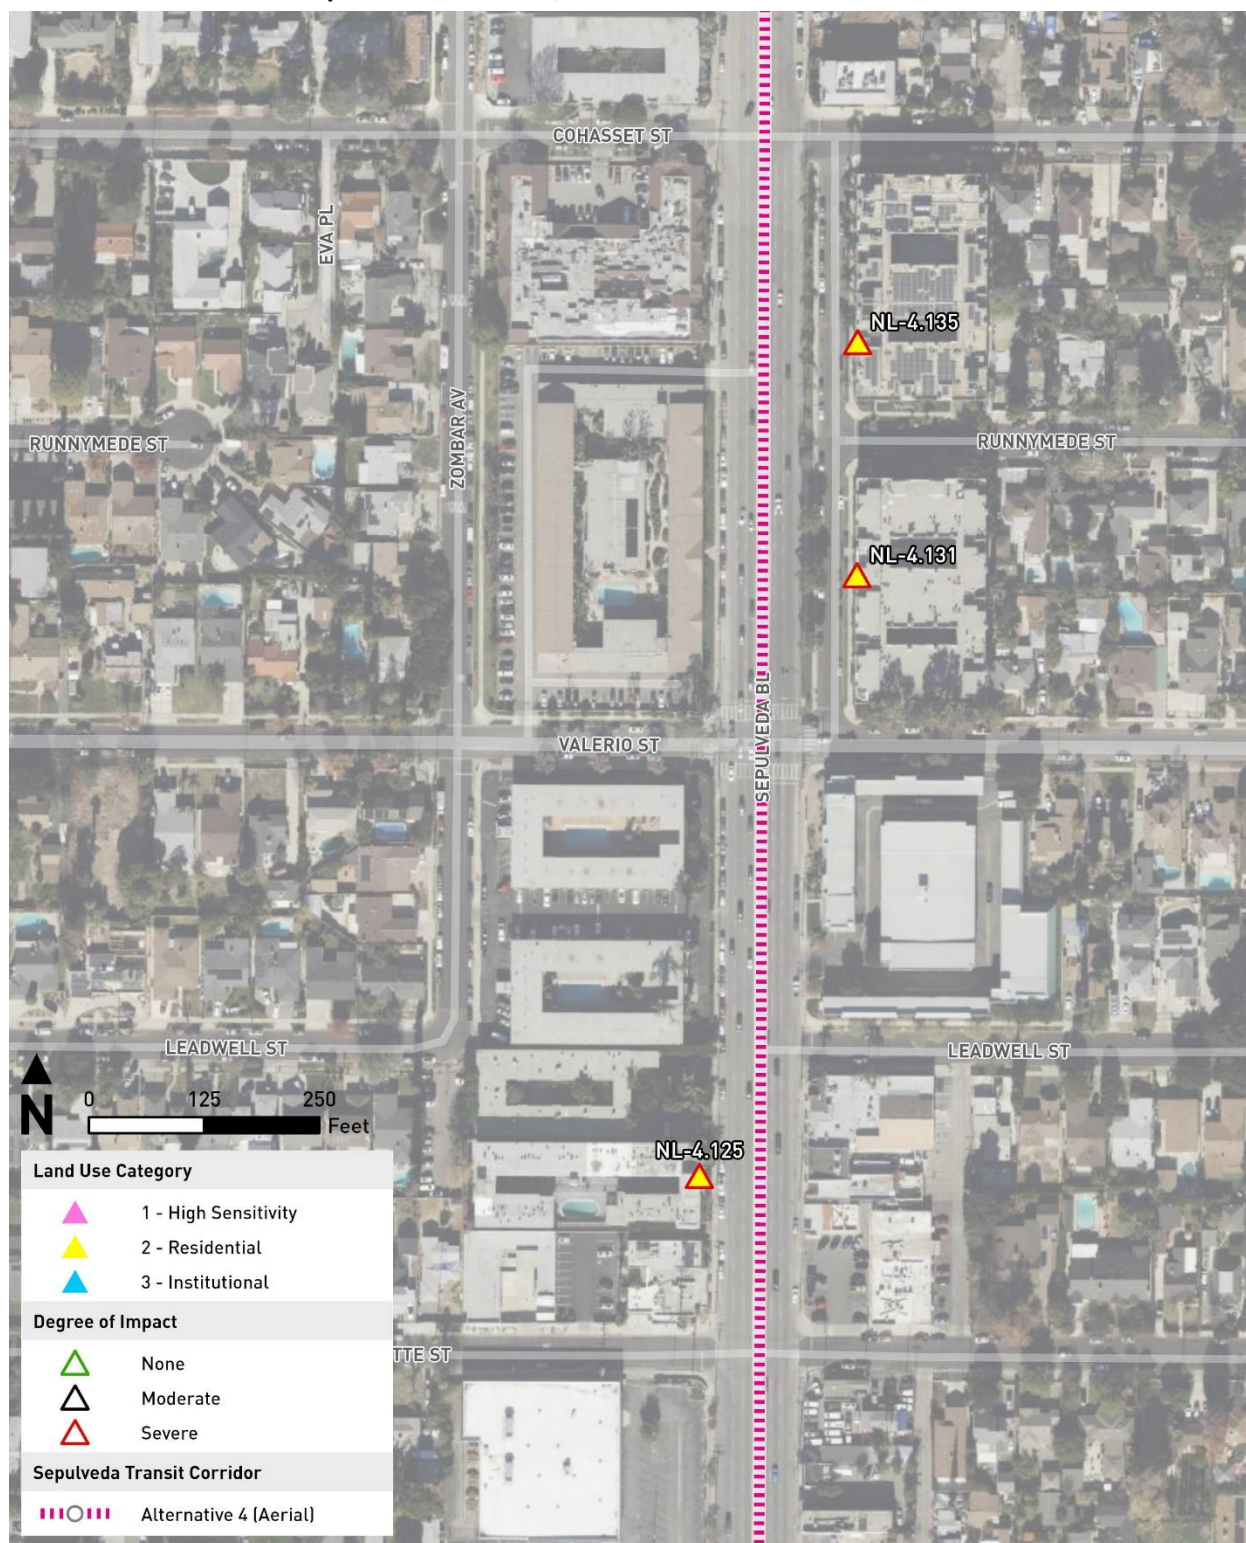 COHASSET ST
EVA PL
NL-4.135
ZOMBAR AV
RUNNYMEDE ST
RUNNYMEDE ST
NL-4.131
SEPULVEDA BL
VALERIO ST
LEADWELL ST
LEADWELL ST
N
0 125 250
Feet
NL-4.125
Land Use Category
1 - High Sensitivity
2 - Residential
3 - Institutional
Degree of Impact
None
Moderate
Severe
TTE ST
Sepulveda Transit Corridor
Alternative 4 (Aerial)